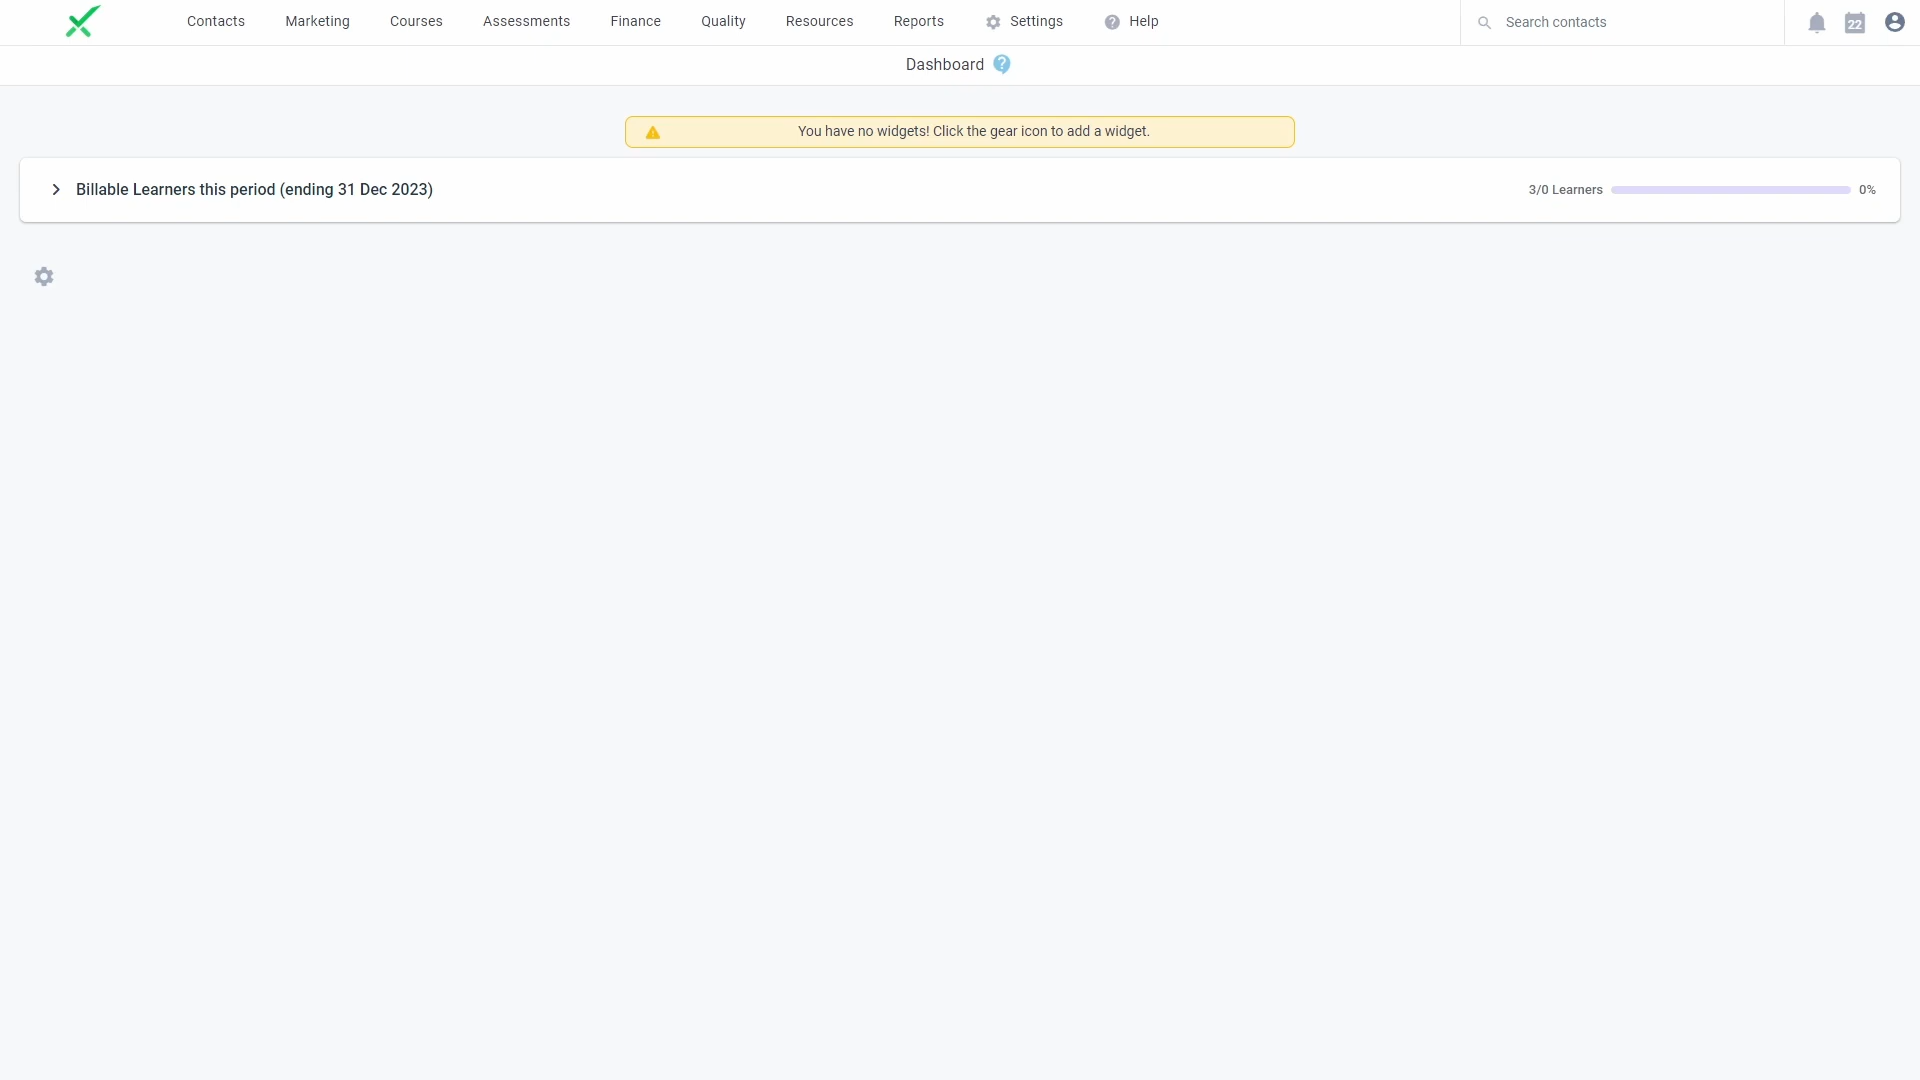 Contacts
Marketing
Courses
Assessments
Finance
Quality
Resources
Reports
Settings
? Help
Search contacts
22
Dashboard ?
You have no widgets! Click the gear icon to add a widget.
Billable Learners this period (ending 31 Dec 2023)
3/0 Learners
0%